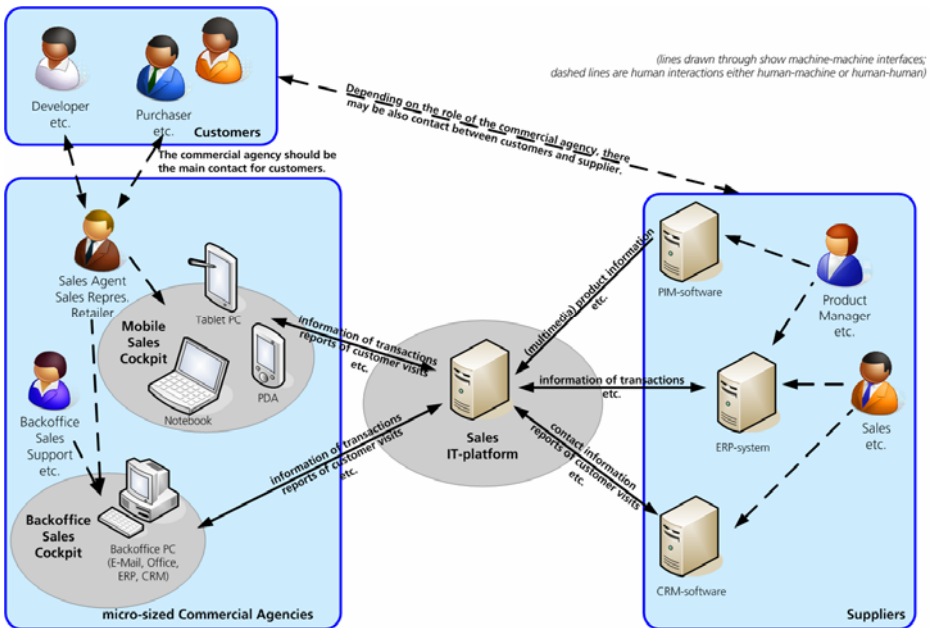 (lines drawn through show machine-machine interfaces;
dashed lines are human interactions either human-machine or human-human)
Developer
etc.
Purchaser
etc.
Customers
Depending on the role of the commercial agency, there
may be also contact between customers and supplier.
The commercial agency should be
the main contact for customers.
Sales Agent
Sales Repres.
Retailer
Mobile
Sales
Cockpit
Tablet PC
PDA
Notebook
Backoffice
Sales
Support
etc.
Backoffice
Sales
Cockpit
Backoffice PC
(E-Mail, Office,
ERP, CRM)
micro-sized Commercial Agencies
information of transactions
reports of customer visits
etc.
information of transactions
reports of customer visits
etc.
Sales
IT-platform
(multimedia) product information
etc.
information of transactions
etc.
contact information
reports of customer visits
etc.
PIM-software
Product
Manager
etc.
ERP-system
Sales
etc.
CRM-software
Suppliers